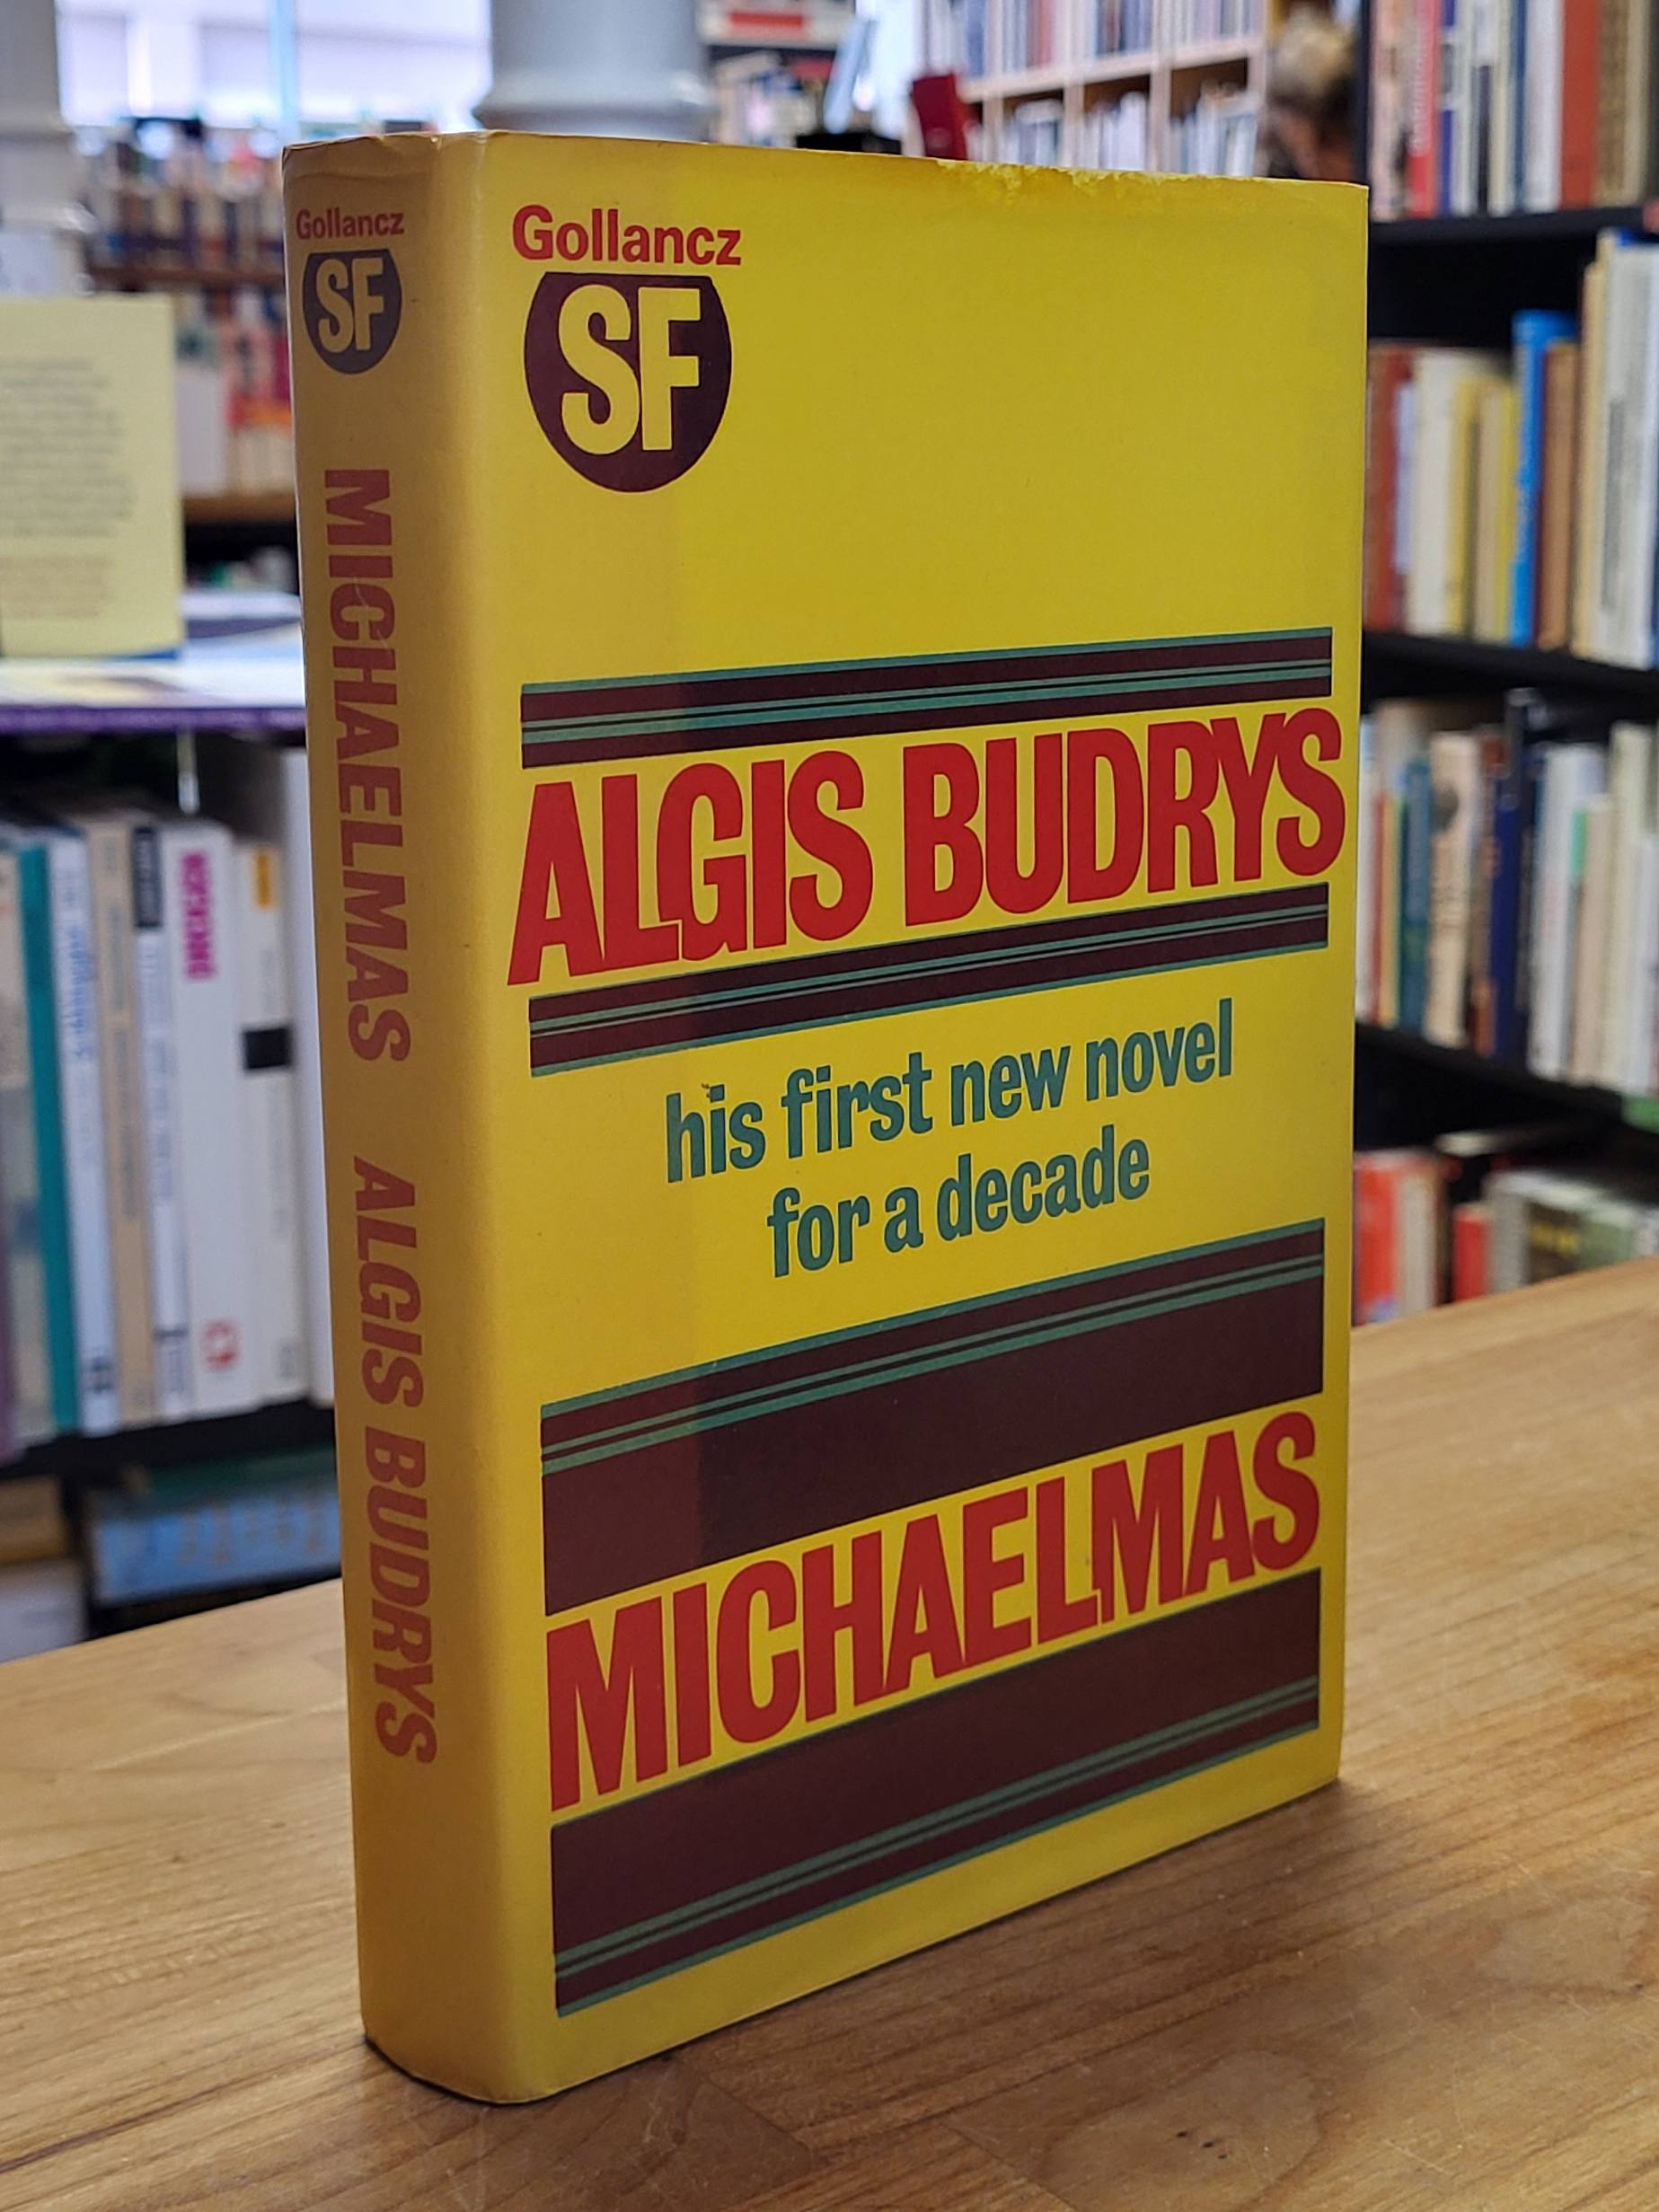 Gollancz
SF
MICHAELMAS ALGIS BUDRYS
Gollancz
SF
ALGIS BUDRYS
his first new novel
for a decade
MICHAELMAS